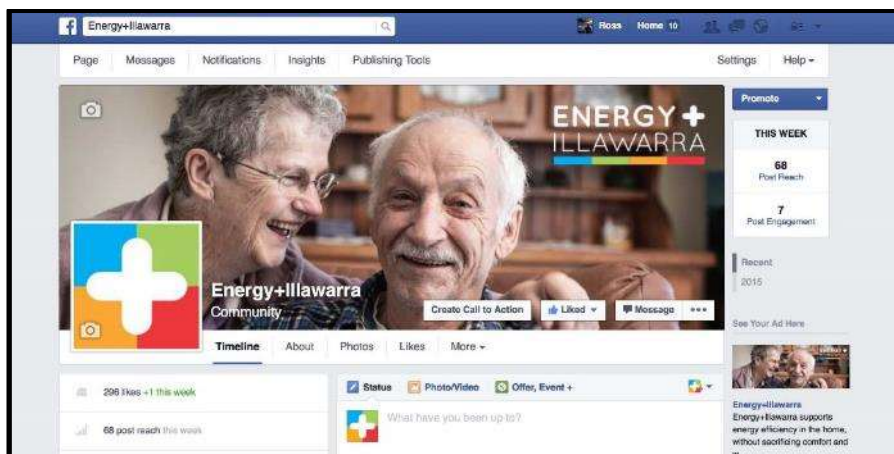 Energy+Illawarra
Ross Home 10
Page Messages Notifications Insights Publishing Tools Settings Help
ENERGY+
ILLAWARRA
Promote
THIS WEEK
68
Post Reach
7
Post Engagement
Recent
2015
See Your Ad Here
Energy+Illawarra
Community
Create Call to Action Liked Message
Timeline About Photos Likes More
296 likes +1 this week
68 post reach this week
Status Photo/Video Offer, Event +
What have you been up to?
ENERGY+
ILLAWARRA
Energy+Illawarra
Energy+Illawarra supports
energy efficiency in the home,
without sacrificing comfort and